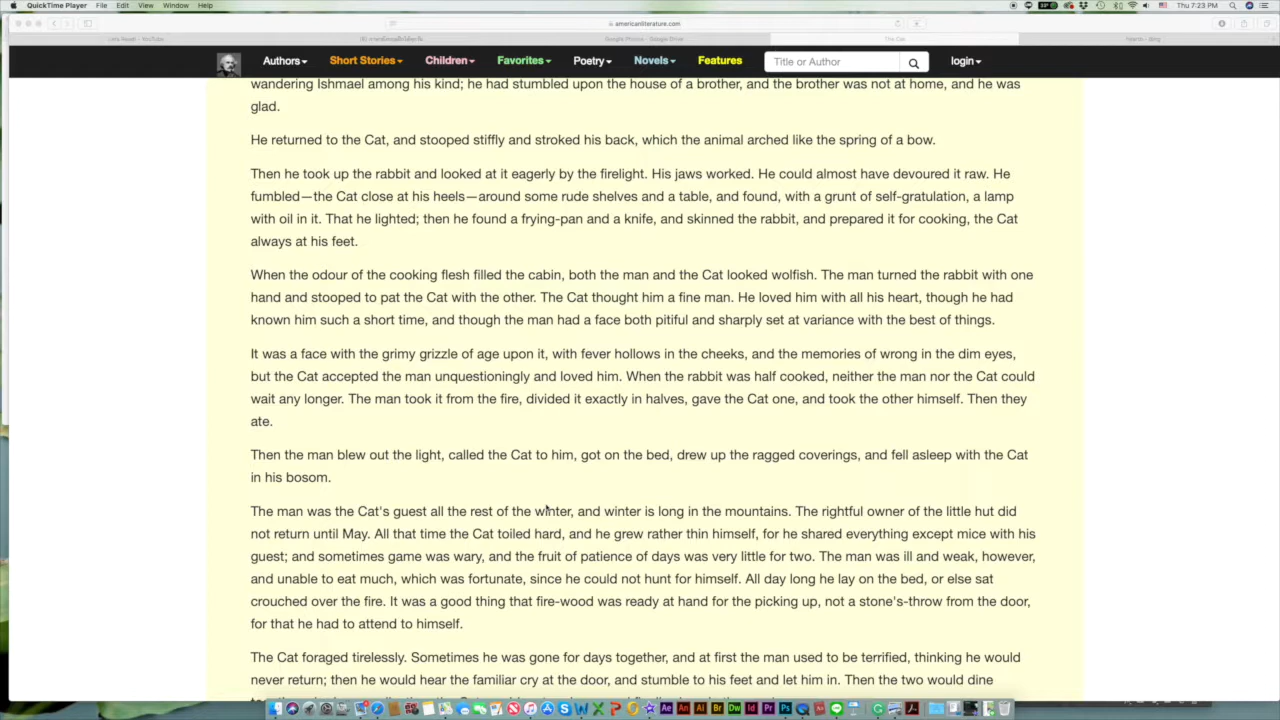 QuickTime Player File Edit View Window Help Thu 7:23 PM
americanliterature.com
YouTube Google Photos - Google Drive The Cat Bing
Authors Short Stories Children Favorites Poetry Novels Features Title or Author login
wandering Ishmael among his kind; he had stumbled upon the house of a brother, and the brother was not at home, and he was
glad.
He returned to the Cat, and stooped stiffly and stroked his back, which the animal arched like the spring of a bow.
Then he took up the rabbit and looked at it eagerly by the firelight. His jaws worked. He could almost have devoured it raw. He
fumbled—the Cat close at his heels—around some rude shelves and a table, and found, with a grunt of self-gratulation, a lamp
with oil in it. That he lighted; then he found a frying-pan and a knife, and skinned the rabbit, and prepared it for cooking, the Cat
always at his feet.
When the odour of the cooking flesh filled the cabin, both the man and the Cat looked wolfish. The man turned the rabbit with one
hand and stooped to pat the Cat with the other. The Cat thought him a fine man. He loved him with all his heart, though he had
known him such a short time, and though the man had a face both pitiful and sharply set at variance with the best of things.
It was a face with the grimy grizzle of age upon it, with fever hollows in the cheeks, and the memories of wrong in the dim eyes,
but the Cat accepted the man unquestioningly and loved him. When the rabbit was half cooked, neither the man nor the Cat could
wait any longer. The man took it from the fire, divided it exactly in halves, gave the Cat one, and took the other himself. Then they
ate.
Then the man blew out the light, called the Cat to him, got on the bed, drew up the ragged coverings, and fell asleep with the Cat
in his bosom.
The man was the Cat's guest all the rest of the winter, and winter is long in the mountains. The rightful owner of the little hut did
not return until May. All that time the Cat toiled hard, and he grew rather thin himself, for he shared everything except mice with his
guest; and sometimes game was wary, and the fruit of patience of days was very little for two. The man was ill and weak, however,
and unable to eat much, which was fortunate, since he could not hunt for himself. All day long he lay on the bed, or else sat
crouched over the fire. It was a good thing that fire-wood was ready at hand for the picking up, not a stone's-throw from the door,
for that he had to attend to himself.
The Cat foraged tirelessly. Sometimes he was gone for days together, and at first the man used to be terrified, thinking he would
never return; then he would hear the familiar cry at the door, and stumble to his feet and let him in. Then the two would dine